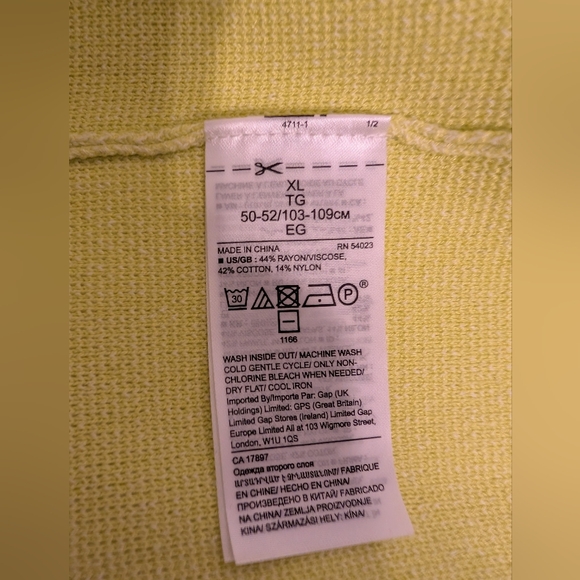 4711-1 1/2
XL
TG
50-52/103-109см
EG
MADE IN CHINA RN 54023
■ US/GB : 44% RAYON/VISCOSE,
42% COTTON, 14% NYLON
30 P ®
1166
WASH INSIDE OUT/ MACHINE WASH
COLD GENTLE CYCLE/ ONLY NON-
CHLORINE BLEACH WHEN NEEDED/
DRY FLAT/ COOL IRON
Imported By/Importe Par: Gap (UK
Holdings) Limited: GPS (Great Britain)
Limited Gap Stores (Ireland) Limited Gap
Europe Limited All at 103 Wigmore Street,
London, W1U 1QS
CA 17897
Одежда второго слоя
/ FABRIQUE
EN CHINE/ HECHO EN CHINA/
ПРОИЗВЕДЕНО В КИТАЙ/ FABRICADO
NA CHINA/ ZEMLJA PROIZVODNJE
KINA/ SZÁRMAZÁSI HELY: KÍNA/